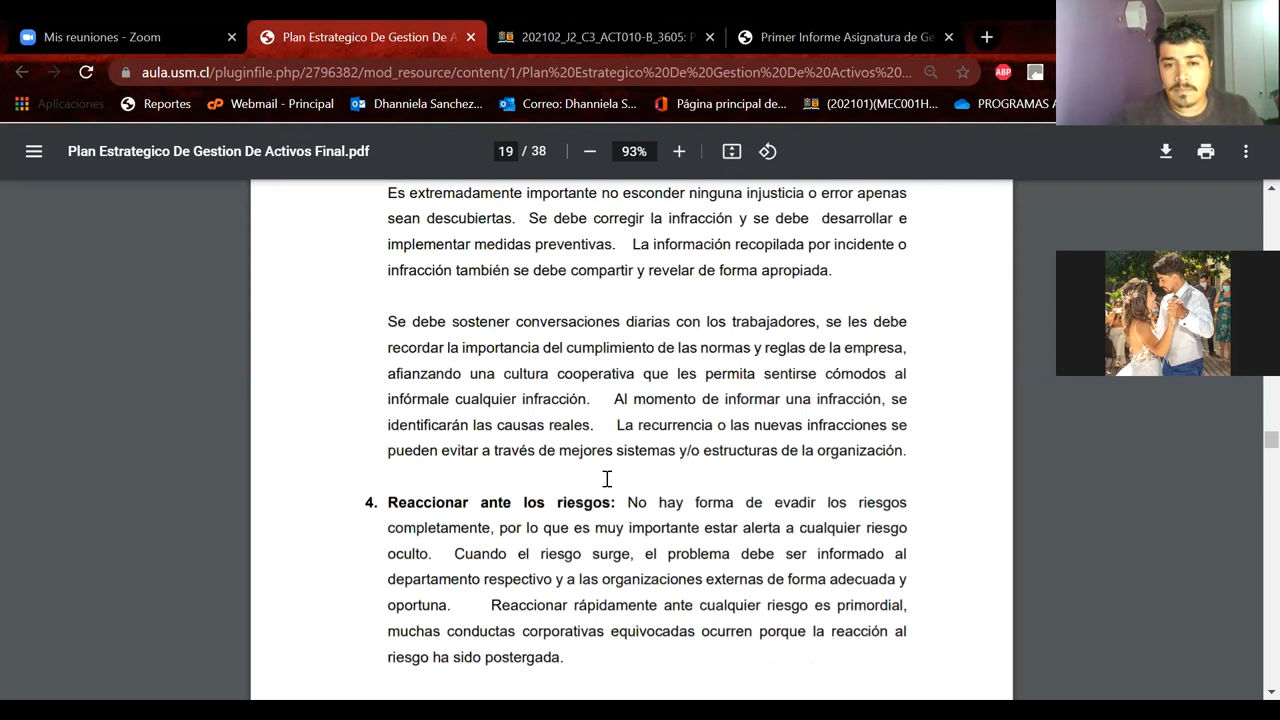 Mis reuniones - Zoom
Plan Estrategico De Gestion De A
202102_J2_C3_ACT010-B_3605: P
Primer Informe Asignatura de Ge
aula.usm.cl/pluginfile.php/2796382/mod_resource/content/1/Plan%20Estrategico%20De%20Gestion%20De%20Activos%20...
ABP
Aplicaciones
Reportes
Webmail - Principal
Dhanniela Sanchez...
Correo: Dhanniela S...
Página principal de...
(202101)(MEC001H...
PROGRAMAS A
Plan Estrategico De Gestion De Activos Final.pdf
19 / 38
93%
Es extremadamente importante no esconder ninguna injusticia o error apenas
sean descubiertas. Se debe corregir la infracción y se debe desarrollar e
implementar medidas preventivas. La información recopilada por incidente o
infracción también se debe compartir y revelar de forma apropiada.
Se debe sostener conversaciones diarias con los trabajadores, se les debe
recordar la importancia del cumplimiento de las normas y reglas de la empresa,
afianzando una cultura cooperativa que les permita sentirse cómodos al
infórmale cualquier infracción. Al momento de informar una infracción, se
identificarán las causas reales. La recurrencia o las nuevas infracciones se
pueden evitar a través de mejores sistemas y/o estructuras de la organización.
4. Reaccionar ante los riesgos: No hay forma de evadir los riesgos
completamente, por lo que es muy importante estar alerta a cualquier riesgo
oculto. Cuando el riesgo surge, el problema debe ser informado al
departamento respectivo y a las organizaciones externas de forma adecuada y
oportuna. Reaccionar rápidamente ante cualquier riesgo es primordial,
muchas conductas corporativas equivocadas ocurren porque la reacción al
riesgo ha sido postergada.